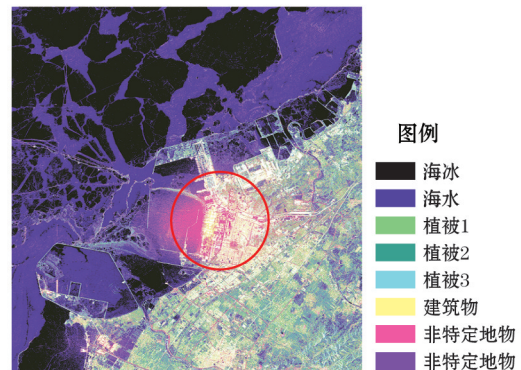 图例
海冰
海水
植被1
植被2
植被3
建筑物
非特定地物
非特定地物